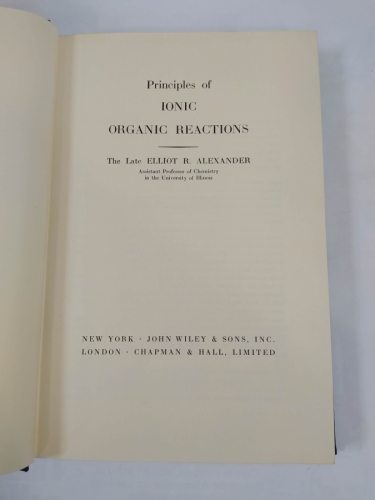 Principles of
IONIC
ORGANIC REACTIONS
The Late ELLIOT R. ALEXANDER
Assistant Professor of Chemistry
in the University of Illinois
NEW YORK · JOHN WILEY & SONS, INC.
LONDON · CHAPMAN & HALL, LIMITED